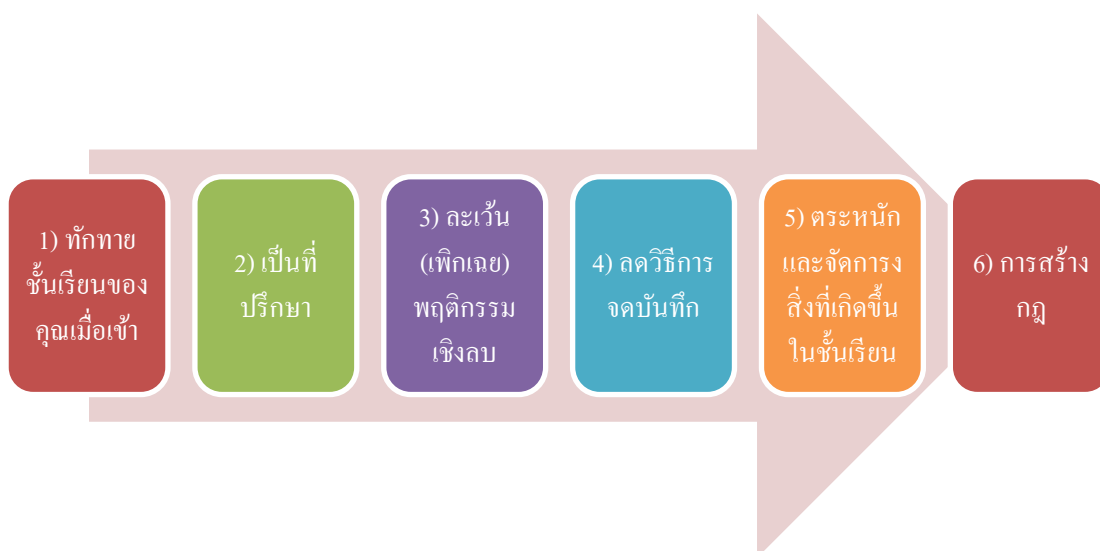 1) ทักทาย
ชั้นเรียนของ
คุณเมื่อเข้า
2) เป็นที่
ปรึกษา
3) ละเว้น
(เพิกเฉย)
พฤติกรรม
เชิงลบ
4) ลดวิธีการ
จดบันทึก
5) ตระหนัก
และจัดการง
สิ่งที่เกิดขึ้น
ในชั้นเรียน
6) การสร้าง
กฎ